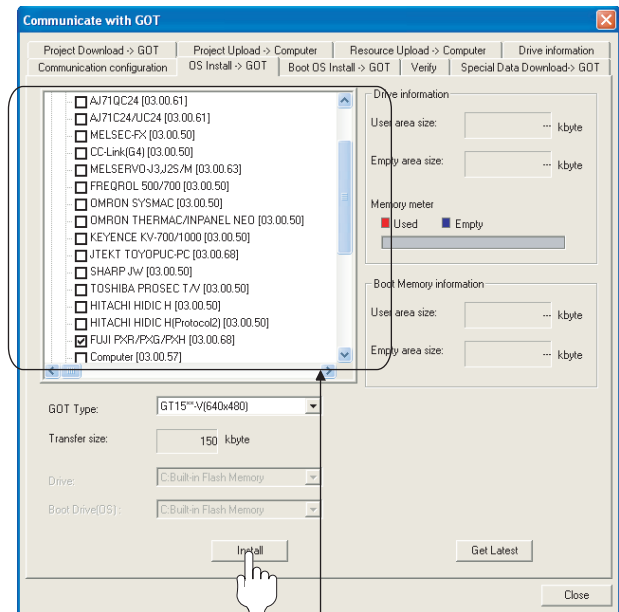 Communicate with GOT
Project Download -> GOT Project Upload -> Computer Resource Upload -> Computer Drive information
Communication configuration OS Install -> GOT Boot OS Install -> GOT Verify Special Data Download-> GOT
AJ71QC24 [03.00.61]
AJ71C24/UC24 [03.00.61]
MELSEC-FX [03.00.50]
CC-Link(G4) [03.00.50]
MELSERVO-J3,J2S/M [03.00.63]
FREQROL 500/700 [03.00.50]
OMRON SYSMAC [03.00.50]
OMRON THERMAC/INPANEL NEO [03.00.50]
KEYENCE KV-700/1000 [03.00.50]
JTEKT TOYOPUC-PC [03.00.68]
SHARP JW [03.00.50]
TOSHIBA PROSEC T/V [03.00.50]
HITACHI HIDIC H [03.00.50]
HITACHI HIDIC H(Protocol2) [03.00.50]
FUJI PXR/PXG/PXH [03.00.68]
Computer [03.00.57]
Drive information
User area size: --- kbyte
Empty area size: --- kbyte
Memory meter
Used Empty
Boot Memory information
User area size: --- kbyte
Empty area size: --- kbyte
GOT Type: GT15**-V(640x480)
Transfer size: 150 kbyte
Drive: C:Built-in Flash Memory
Boot Drive(OS) : C:Built-in Flash Memory
Install Get Latest
Close